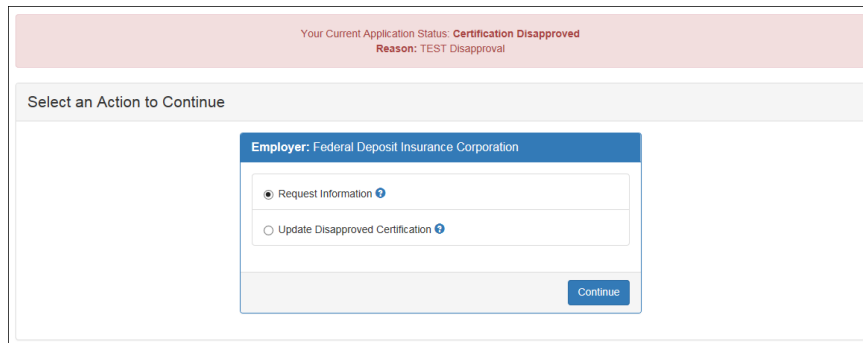 Your Current Application Status: Certification Disapproved
Reason: TEST Disapproval
Select an Action to Continue
Employer: Federal Deposit Insurance Corporation
Request Information
Update Disapproved Certification
Continue